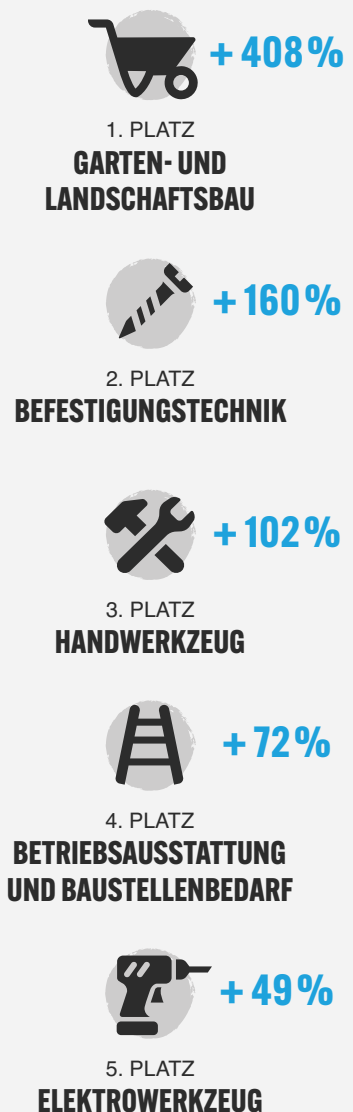 + 408%
1. PLATZ
GARTEN- UND
LANDSCHAFTSBAU
+ 160%
2. PLATZ
BEFESTIGUNGSTECHNIK
+ 102%
3. PLATZ
HANDWERKZEUG
+ 72%
4. PLATZ
BETRIEBSAUSSTATTUNG
UND BAUSTELLENBEDARF
+ 49%
5. PLATZ
ELEKTROWERKZEUG